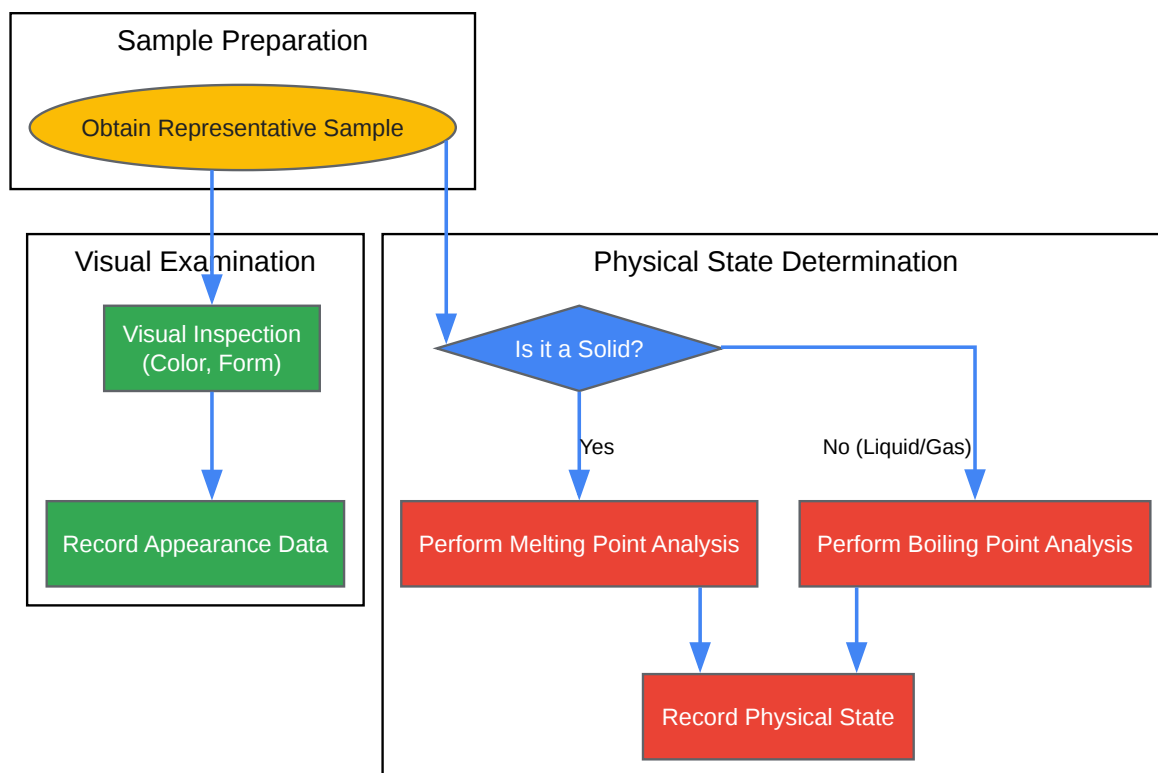 Sample Preparation
Obtain Representative Sample
Visual Examination
Visual Inspection
(Color, Form)
Record Appearance Data
Physical State Determination
Is it a Solid?
Yes
No (Liquid/Gas)
Perform Melting Point Analysis
Perform Boiling Point Analysis
Record Physical State